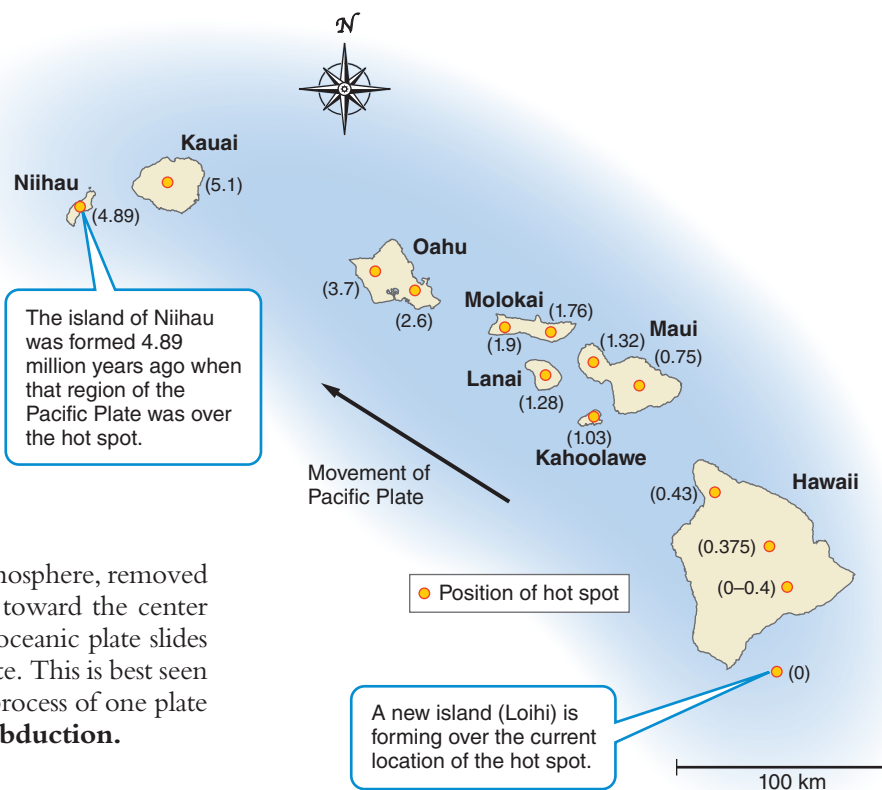 N
Kauai
(5.1)
Niihau
(4.89)
The island of Niihau
was formed 4.89
million years ago when
that region of the
Pacific Plate was over
the hot spot.
Oahu
(3.7)
(2.6)
Molokai
(1.76)
(1.9)
Maui
(1.32)
(0.75)
Lanai
(1.28)
(1.03)
Kahoolawe
Movement of
Pacific Plate
Hawaii
(0.43)
(0.375)
(0–0.4)
Position of hot spot
(0)
A new island (Loihi) is
forming over the current
location of the hot spot.
100 km
nosphere, removed
toward the center
oceanic plate slides
te. This is best seen
process of one plate
bduction.